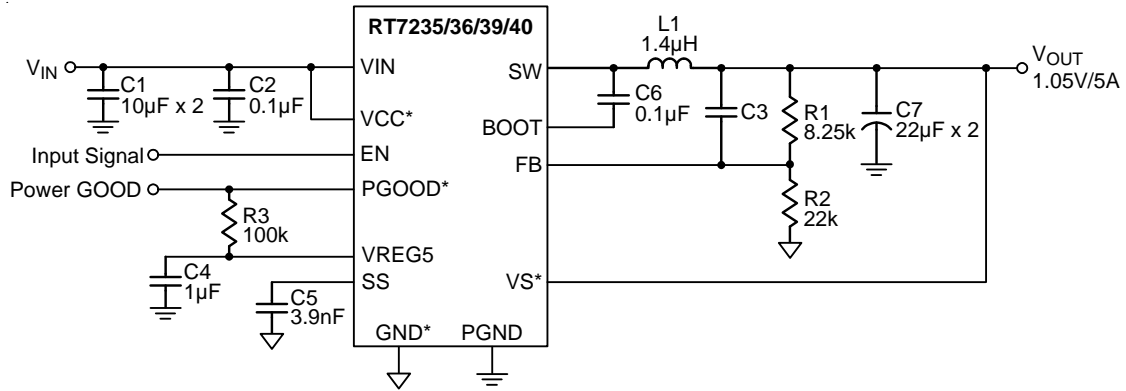 RT7235/36/39/40
VIN
VIN
C1
10µF x 2
C2
0.1µF
VCC*
Input Signal
EN
Power GOOD
PGOOD*
R3
100k
VREG5
C4
1µF
SS
C5
3.9nF
GND*
PGND
SW
L1
1.4µH
C6
0.1µF
BOOT
C3
R1
8.25k
C7
22µF x 2
VOUT
1.05V/5A
FB
R2
22k
VS*